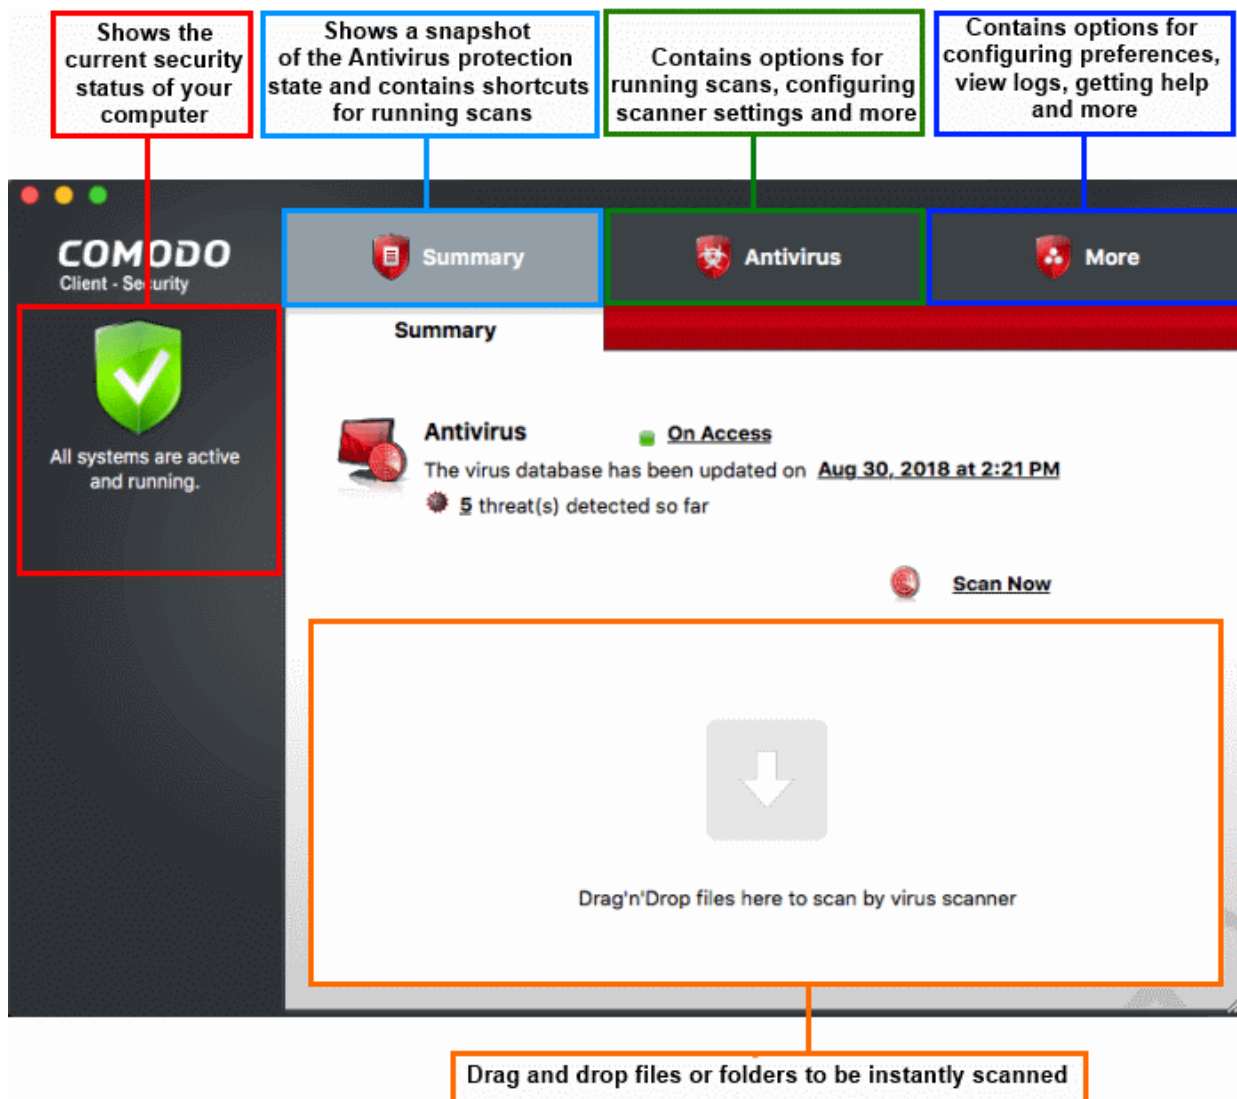 Shows the
current security
status of your
computer
Shows a snapshot
of the Antivirus protection
state and contains shortcuts
for running scans
Contains options for
running scans, configuring
scanner settings and more
Contains options for
configuring preferences,
view logs, getting help
and more
COMODO
Client - Security
Summary
Antivirus
More
Summary
All systems are active
and running.
Antivirus
On Access
The virus database has been updated on Aug 30, 2018 at 2:21 PM
5 threat(s) detected so far
Scan Now
Drag'n'Drop files here to scan by virus scanner
Drag and drop files or folders to be instantly scanned